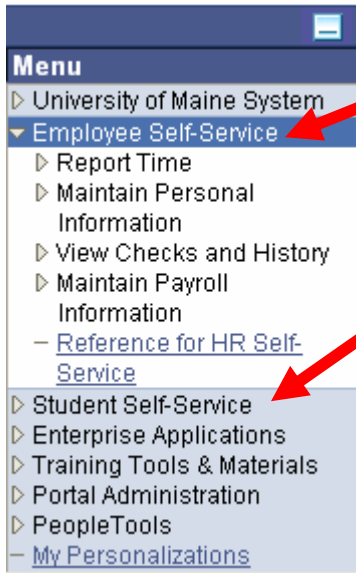 Menu
University of Maine System
Employee Self-Service
Report Time
Maintain Personal
Information
View Checks and History
Maintain Payroll
Information
Reference for HR Self-
Service
Student Self-Service
Enterprise Applications
Training Tools & Materials
Portal Administration
PeopleTools
My Personalizations